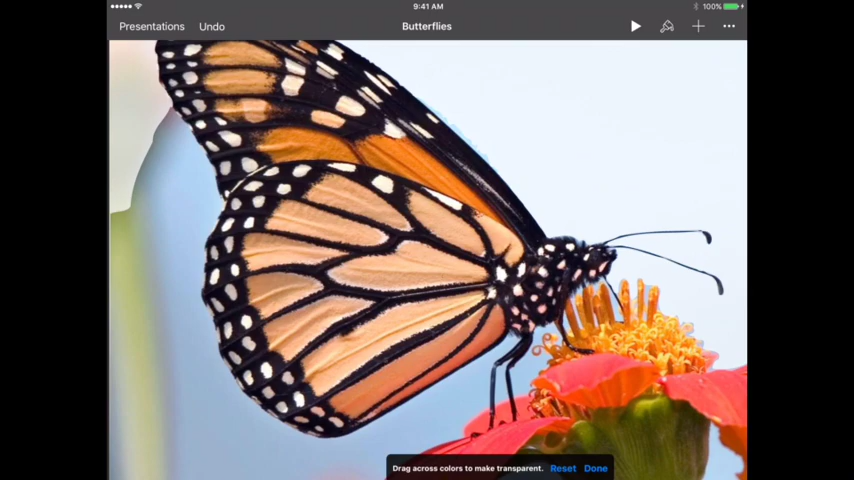 9:41 AM
100%
Presentations Undo Butterflies
Drag across colors to make transparent. Reset Done